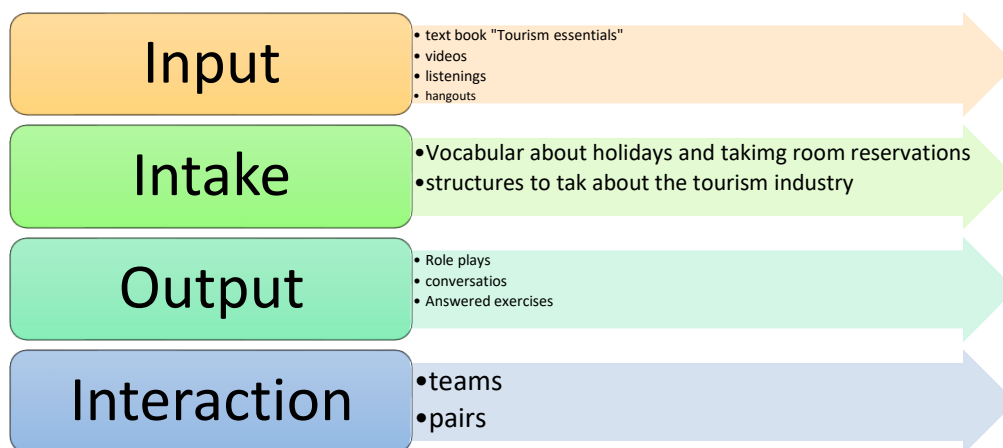 Input
• text book "Tourism essentials"
• videos
• listenings
• hangouts
Intake
•Vocabular about holidays and takimg room reservations
•structures to tak about the tourism industry
Output
• Role plays
• conversatios
• Answered exercises
Interaction
•teams
•pairs